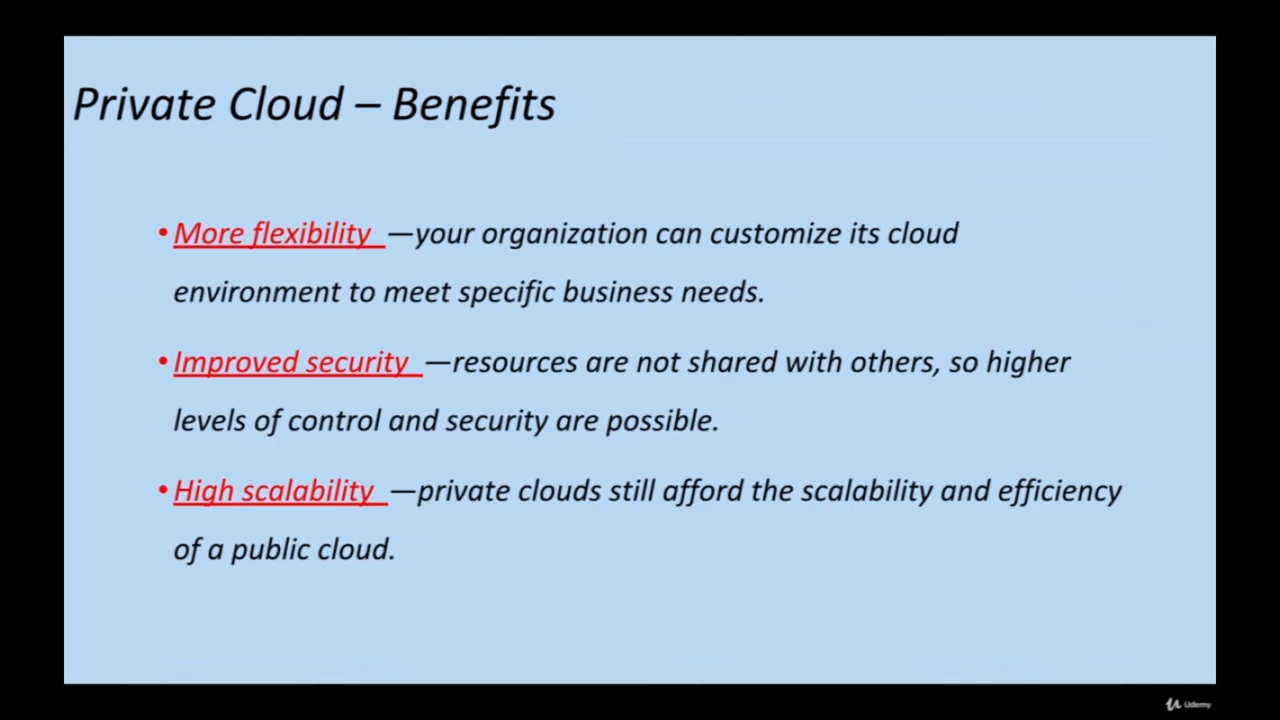 Private Cloud – Benefits
•More flexibility —your organization can customize its cloud
environment to meet specific business needs.
•Improved security —resources are not shared with others, so higher
levels of control and security are possible.
•High scalability —private clouds still afford the scalability and efficiency
of a public cloud.
Udemy